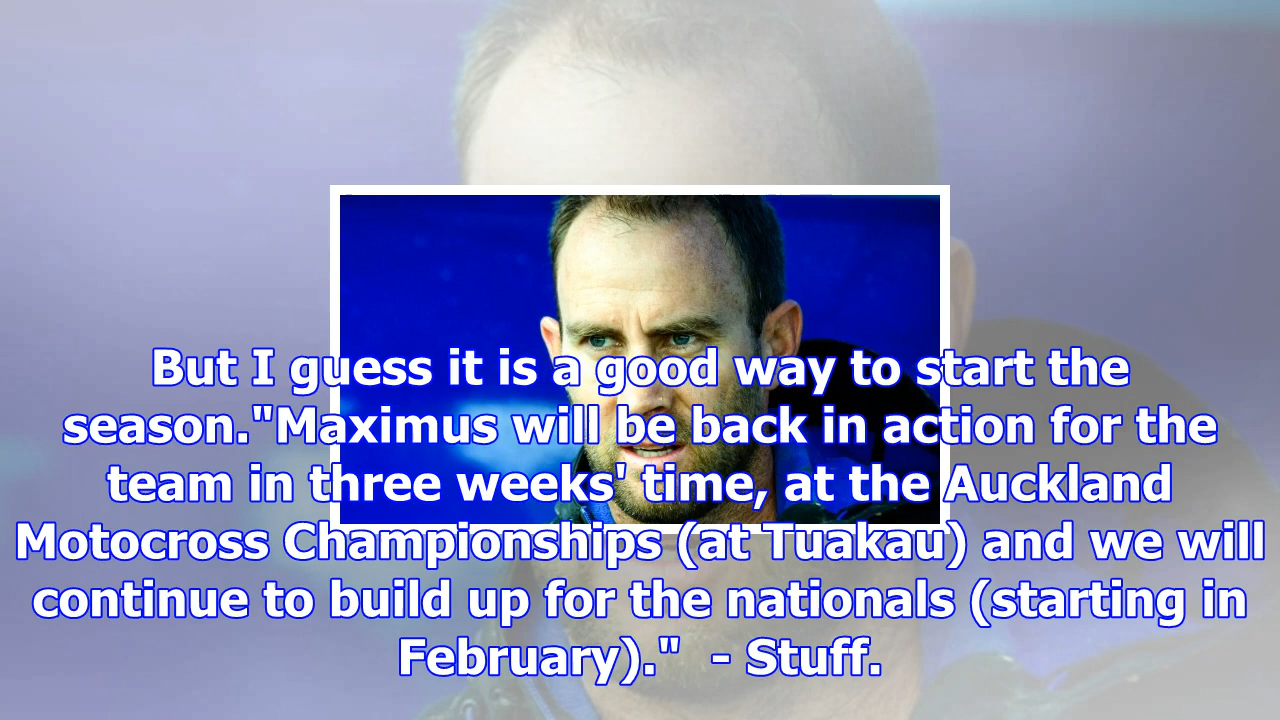 But I guess it is a good way to start the
season."Maximus will be back in action for the
team in three weeks' time, at the Auckland
Motocross Championships (at Tuakau) and we will
continue to build up for the nationals (starting in
February)."  - Stuff.